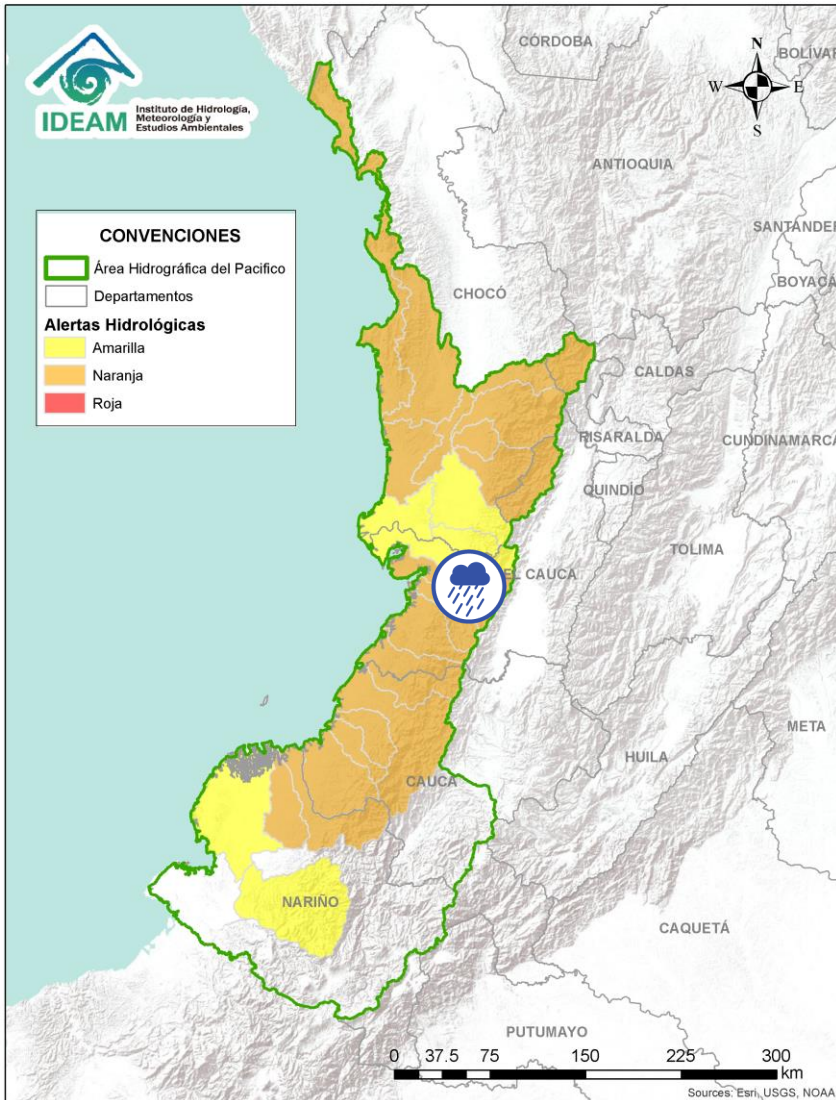 IDEAM
Instituto de Hidrología,
Meteorología y
Estudios Ambientales
N
W
E
S
CÓRDOBA
BOLÍVAR
ANTIOQUIA
SANTANDER
BOYACÁ
CHOCÓ
CALDAS
RISARALDA
CUNDINAMARCA
QUINDÍO
TOLIMA
EL CAUCA
META
HUILA
CAUCA
NARIÑO
CAQUETÁ
PUTUMAYO
CONVENCIONES
Área Hidrográfica del Pacifico
Departamentos
Alertas Hidrológicas
Amarilla
Naranja
Roja
0 37.5 75 150 225 300
km
Sources: Esri, USGS, NOAA